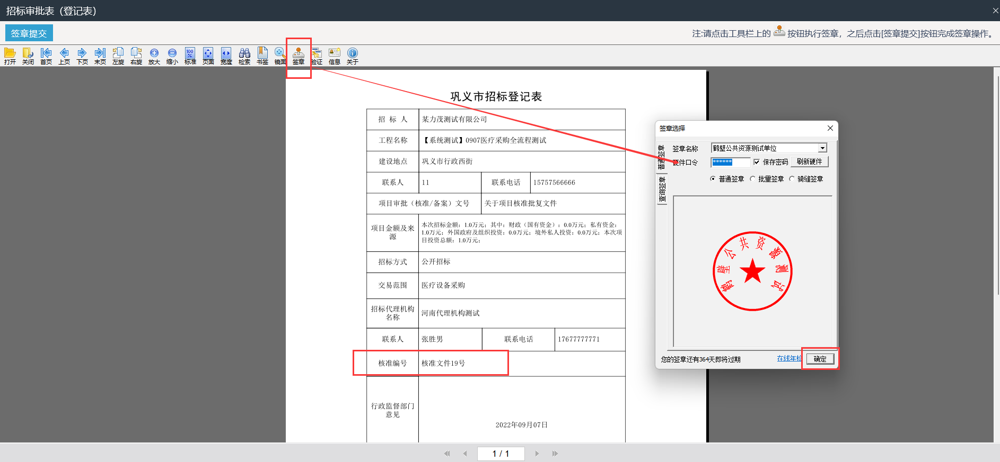 招标审批表（登记表）
签章提交
注:请点击工具栏上的 按钮执行签章，之后点击[签章提交]按钮完成签章操作。
打开 关闭 首页 上页 下页 末页 左旋 右旋 放大 缩小 标准 页面 宽度 检索 书签 镜面 签章 验证 信息 关于
巩义市招标登记表
招 标 人 某力茂测试有限公司
工程名称 【系统测试】0907医疗采购全流程测试
建设地点 巩义市行政西街
联系人 11 联系电话 15757566666
项目审批（核准/备案）文号 关于项目核准批复文件
项目金额及来源
本次招标金额：1.0万元；其中：财政（国有资金）：0.0万元；私有资金：
1.0万元；外国政府及组织投资：0.0万元；境外私人投资：0.0万元；本次项
目投资总额：1.0万元；
招标方式 公开招标
交易范围 医疗设备采购
招标代理机构名称 河南代理机构测试
联系人 张胜男 联系电话 17677777771
核准编号 核准文件19号
行政监督部门意见
2022年09月07日
签章选择
普通签章
查询签章
签章名称 鹤壁公共资源测试单位
硬件口令 ****** 保存密码 刷新硬件
普通签章 批量签章 骑缝签章
鹤壁公共资源测试
您的签章还有364天即将过期 在线年检 确定
1 / 1